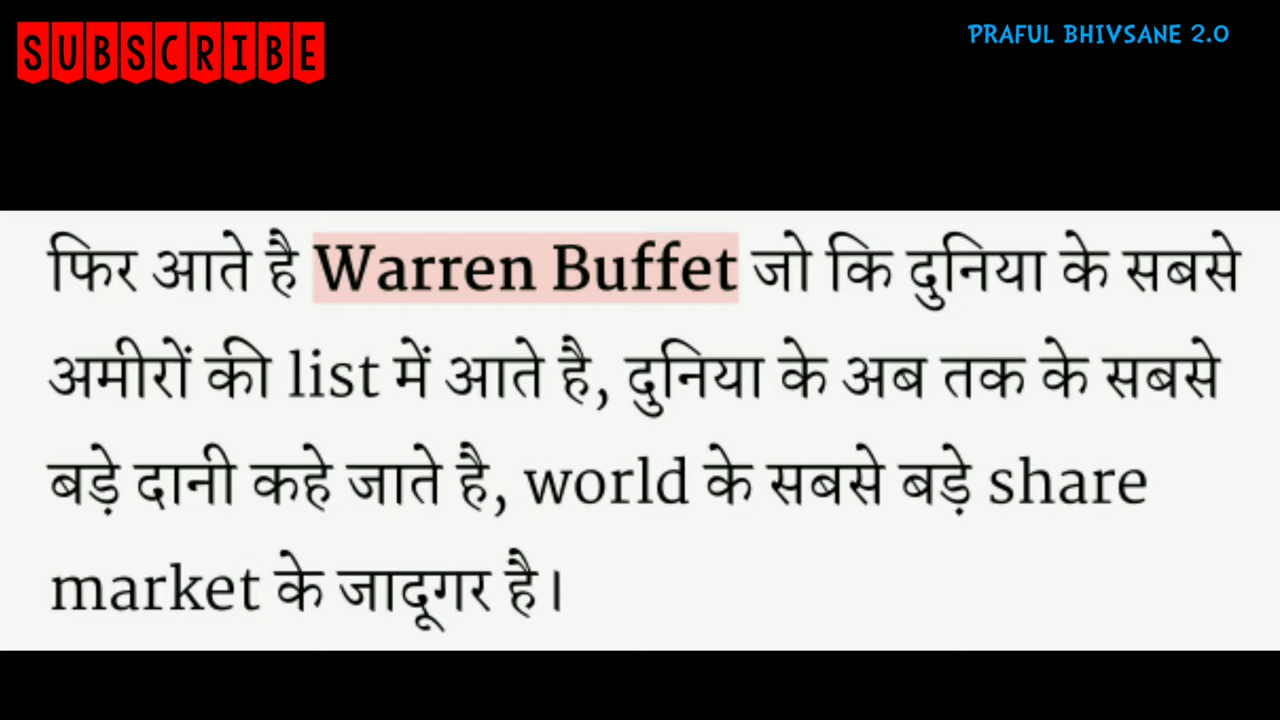 SUBSCRIBE
PRAFUL BHIVSANE 2.0
फिर आते है Warren Buffet जो कि दुनिया के सबसे
अमीरों की list में आते है, दुनिया के अब तक के सबसे
बड़े दानी कहे जाते है, world के सबसे बड़े share
market के जादूगर है।